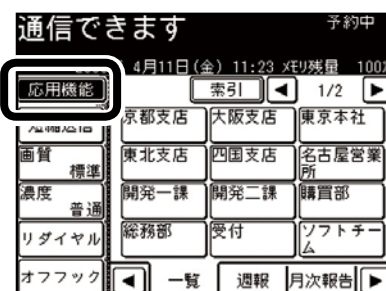 通信できます
予約中
4月11日(金) 11:23 メモリ残量 100%
応用機能
索引
1/2
短縮送信
京都支店
大阪支店
東京本社
画質
標準
東北支店
四国支店
名古屋営業
所
濃度
普通
開発一課
開発二課
購買部
リダイヤル
総務部
受付
ソフトチー
ム
オフフック
一覧
週報
月次報告